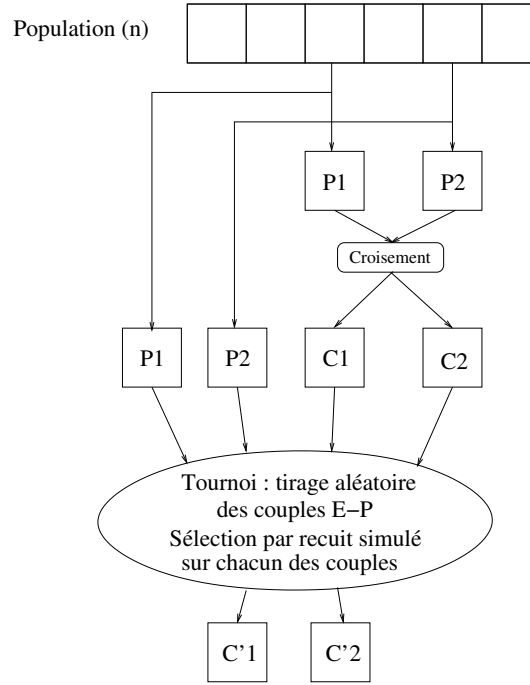 Population (n)
P1
P2
Croisement
P1
P2
C1
C2
Tournoi : tirage aléatoire
des couples E−P
Sélection par recuit simulé
sur chacun des couples
C'1
C'2